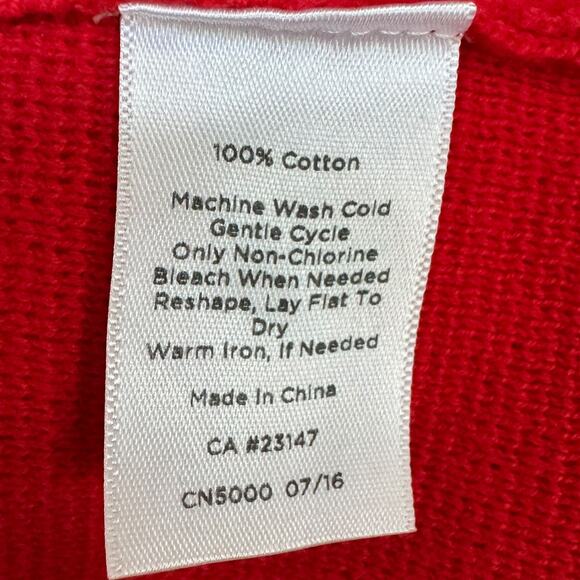 100% Cotton
Machine Wash Cold
Gentle Cycle
Only Non-Chlorine
Bleach When Needed
Reshape, Lay Flat To
Dry
Warm Iron, If Needed
Made In China
CA #23147
CN5000 07/16